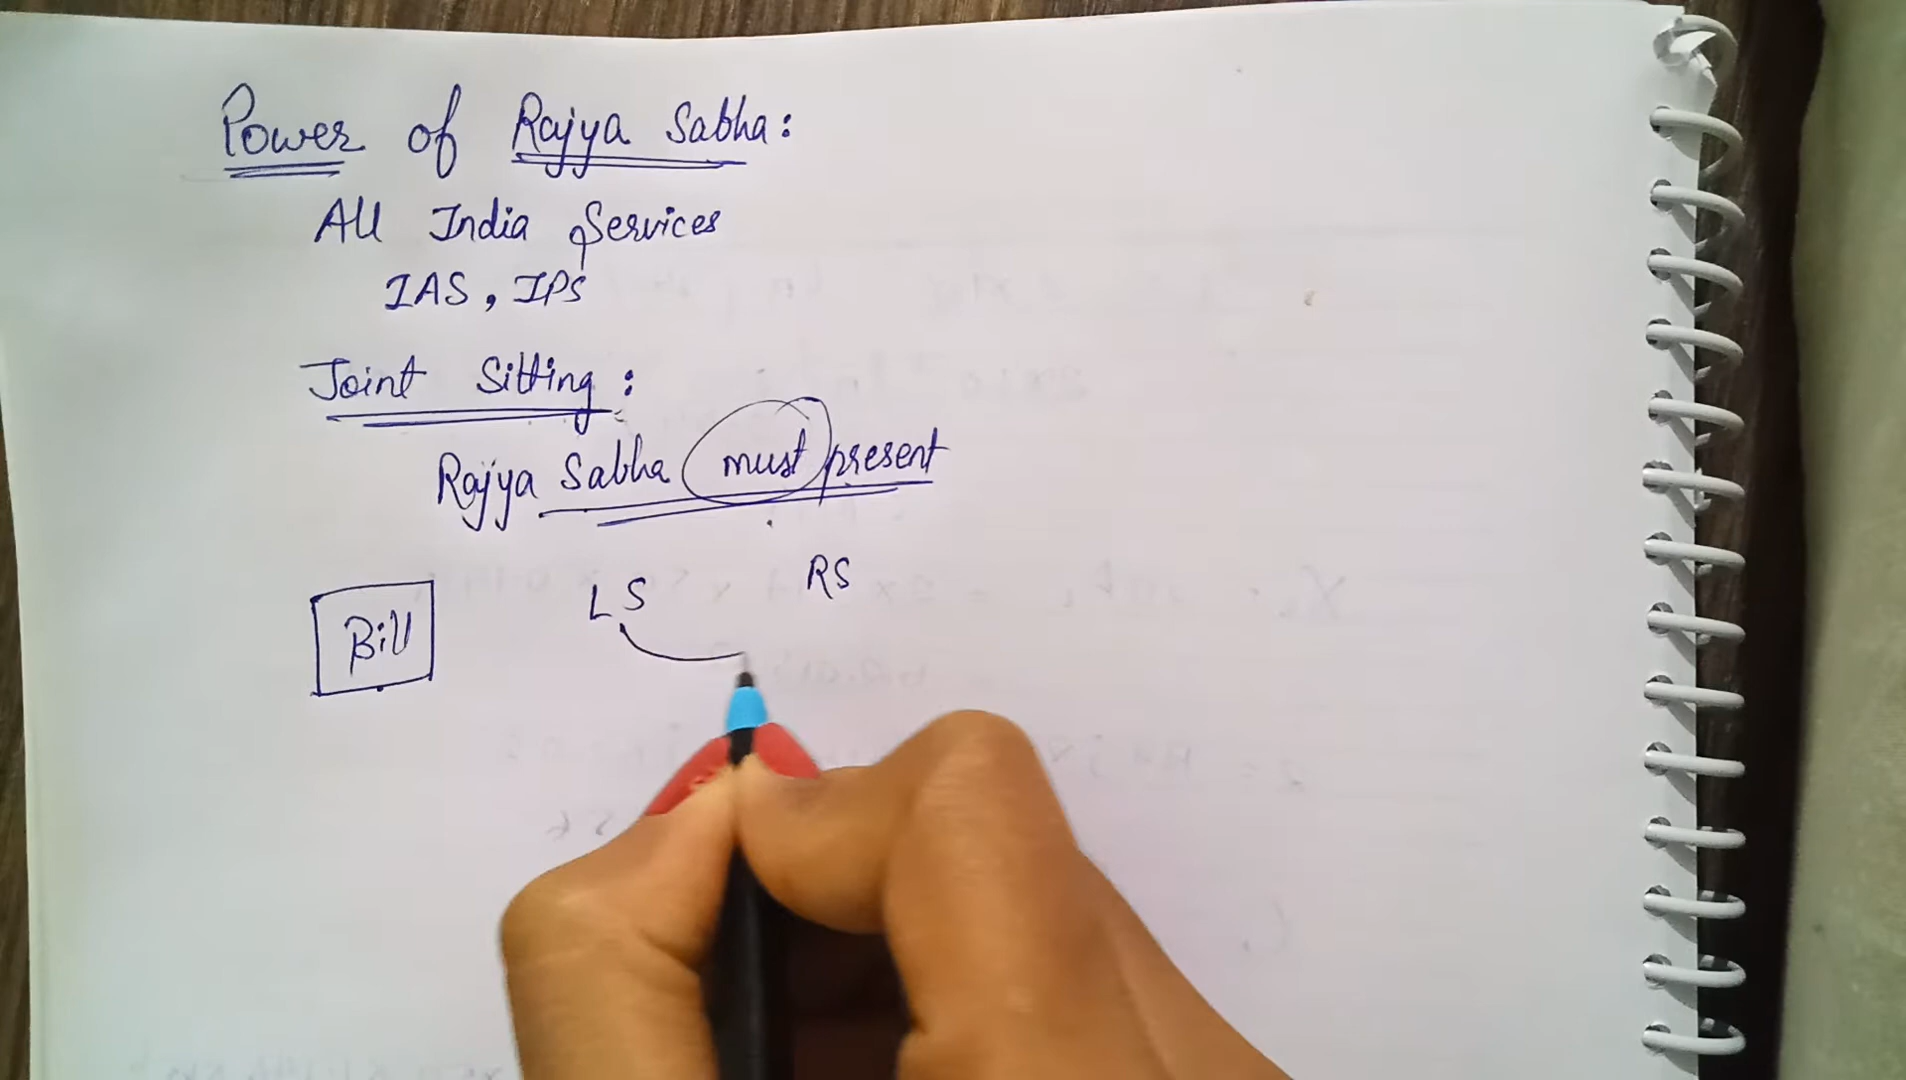 Power of Rajya Sabha:
All India Services
IAS, IPS
Joint Sitting:
Rajya Sabha must present
RS
LS
Bill